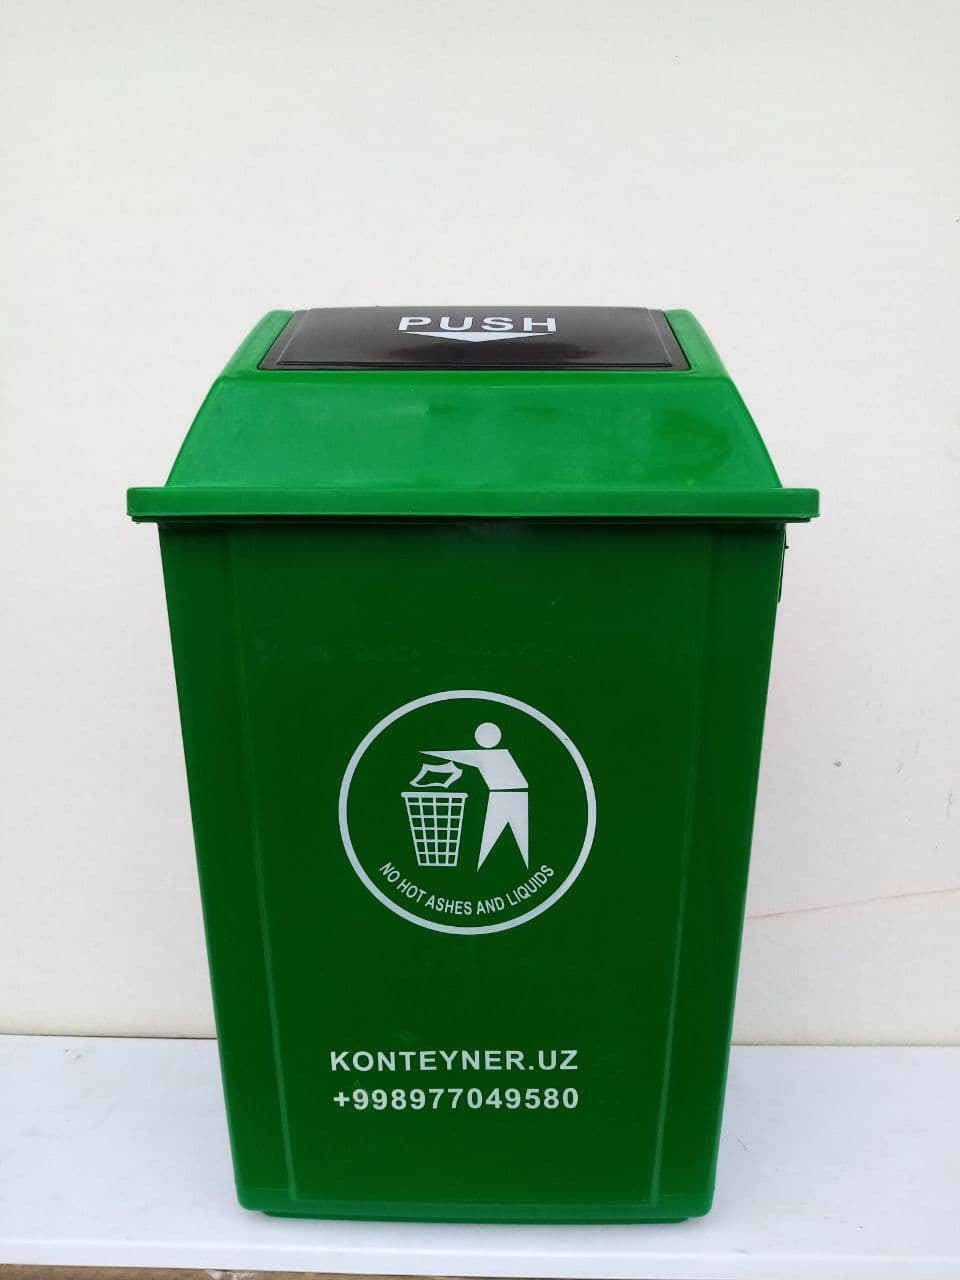 PUSH
NO HOT ASHES AND LIQUIDS
KONTEYNER.UZ
+998977049580